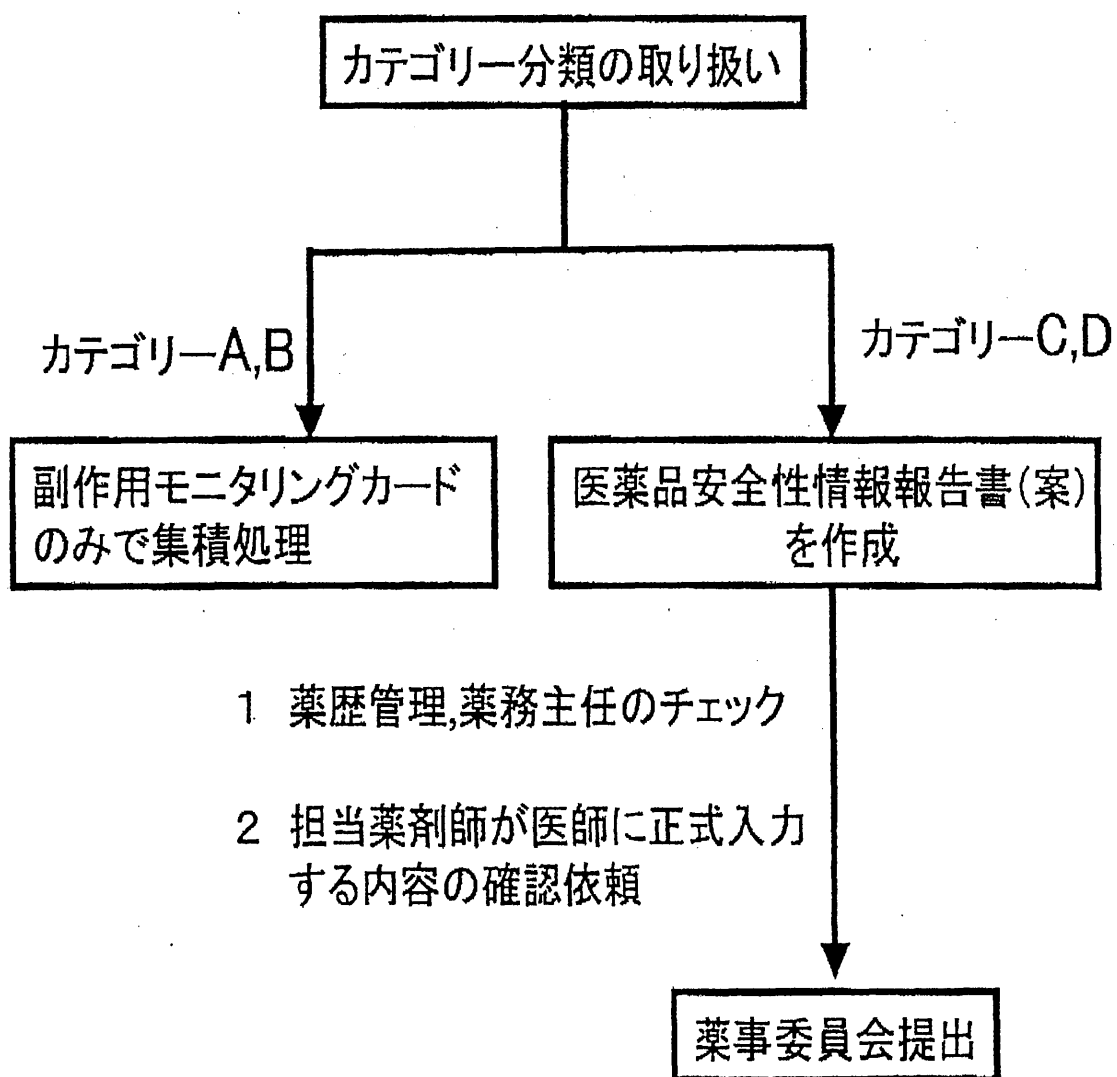 カテゴリー分類の取り扱い
カテゴリーA,B
カテゴリーC,D
副作用モニタリングカード
のみで集積処理
医薬品安全性情報報告書(案)
を作成
1 薬歴管理,薬務主任のチェック
2 担当薬剤師が医師に正式入力
する内容の確認依頼
薬事委員会提出